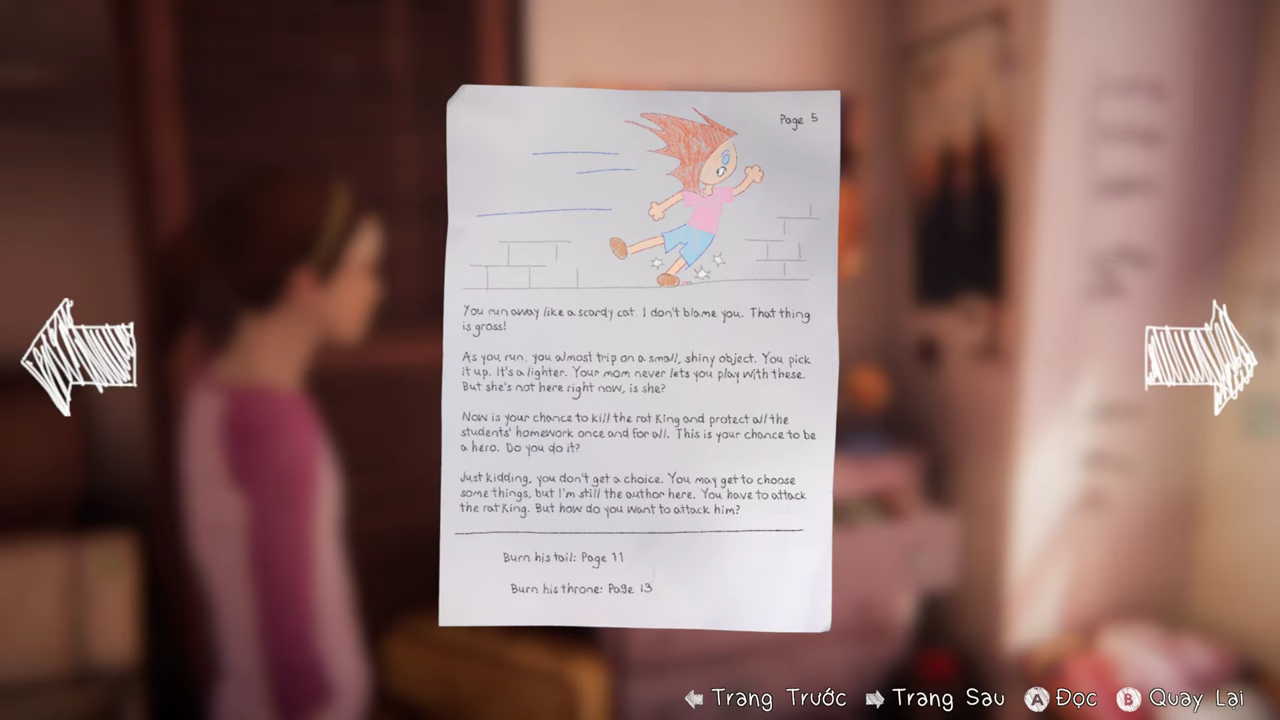 Page 5
You run away like a scardy cat. I don't blame you. That thing
is gross!
As you run, you almost trip on a small, shiny object. You pick
it up. It's a lighter. Your mom never lets you play with these.
But she's not here right now, is she?
Now is your chance to kill the rat King and protect all the
students' homework once and for all. This is your chance to be
a hero. Do you do it?
Just kidding, you don't get a choice. You may get to choose
some things, but I'm still the author here. You have to attack
the rat King. But how do you want to attack him?
Burn his tail: Page 11
Burn his throne: Page 13
Trang Trước Trang Sau A Đọc B Quay Lại